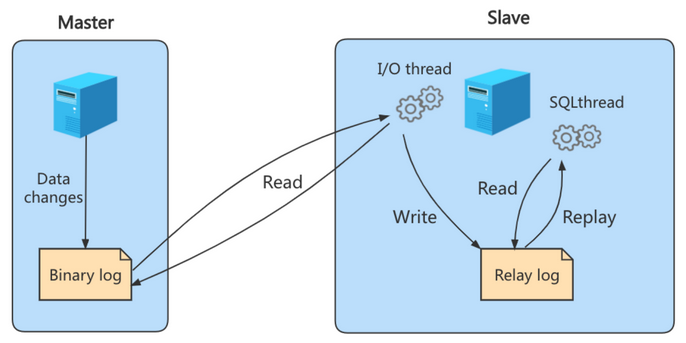 Master
Slave
I/O thread
SQLthread
Data
changes
Read
Read
Write
Replay
Binary log
Relay log